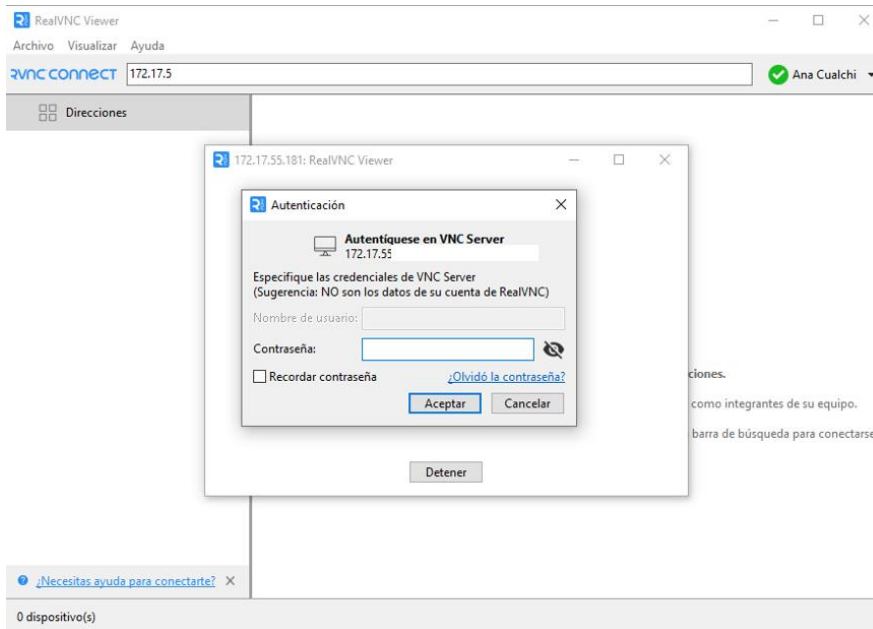 RealVNC Viewer
Archivo Visualizar Ayuda
RVNC CONNECT 172.17.5 Ana Cualchi
Direcciones
172.17.55.181: RealVNC Viewer
Autenticación
Autentíquese en VNC Server
172.17.55
Especifique las credenciales de VNC Server
(Sugerencia: NO son los datos de su cuenta de RealVNC)
Nombre de usuario:
Contraseña:
Recordar contraseña ¿Olvidó la contraseña?
Aceptar Cancelar
ciones.
como integrantes de su equipo.
barra de búsqueda para conectarse
Detener
¿Necesitas ayuda para conectarte?
0 dispositivo(s)